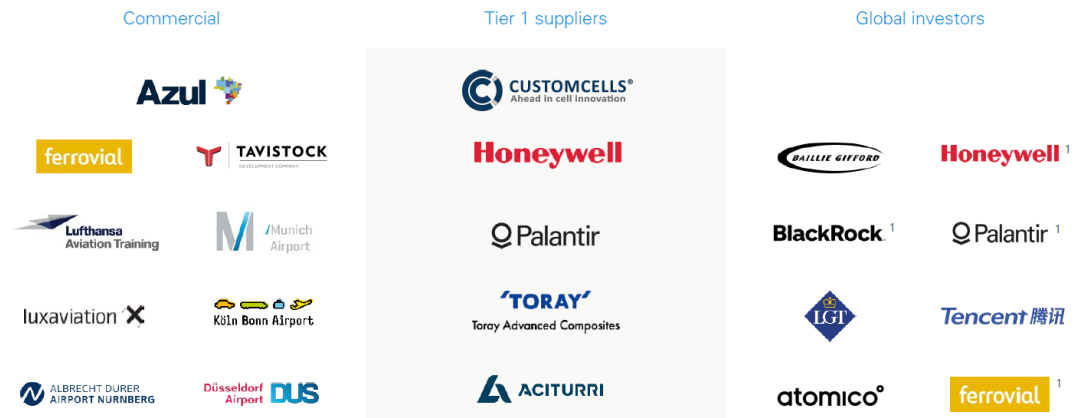 Commercial
Tier 1 suppliers
Global investors
Azul
ferrovial
TAVISTOCK
DEVELOPMENT COMPANY
Lufthansa
Aviation Training
M
/Munich
Airport
luxaviation
Köln Bonn Airport
ALBRECHT DÜRER
AIRPORT NÜRNBERG
Düsseldorf
Airport
DUS
CUSTOMCELLS®
Ahead in cell innovation
Honeywell
Palantir
'TORAY'
Toray Advanced Composites
ACITURRI
BAILLIE GIFFORD
Honeywell 1
BlackRock. 1
Palantir 1
LGT
Tencent 腾讯
atomico
ferrovial 1